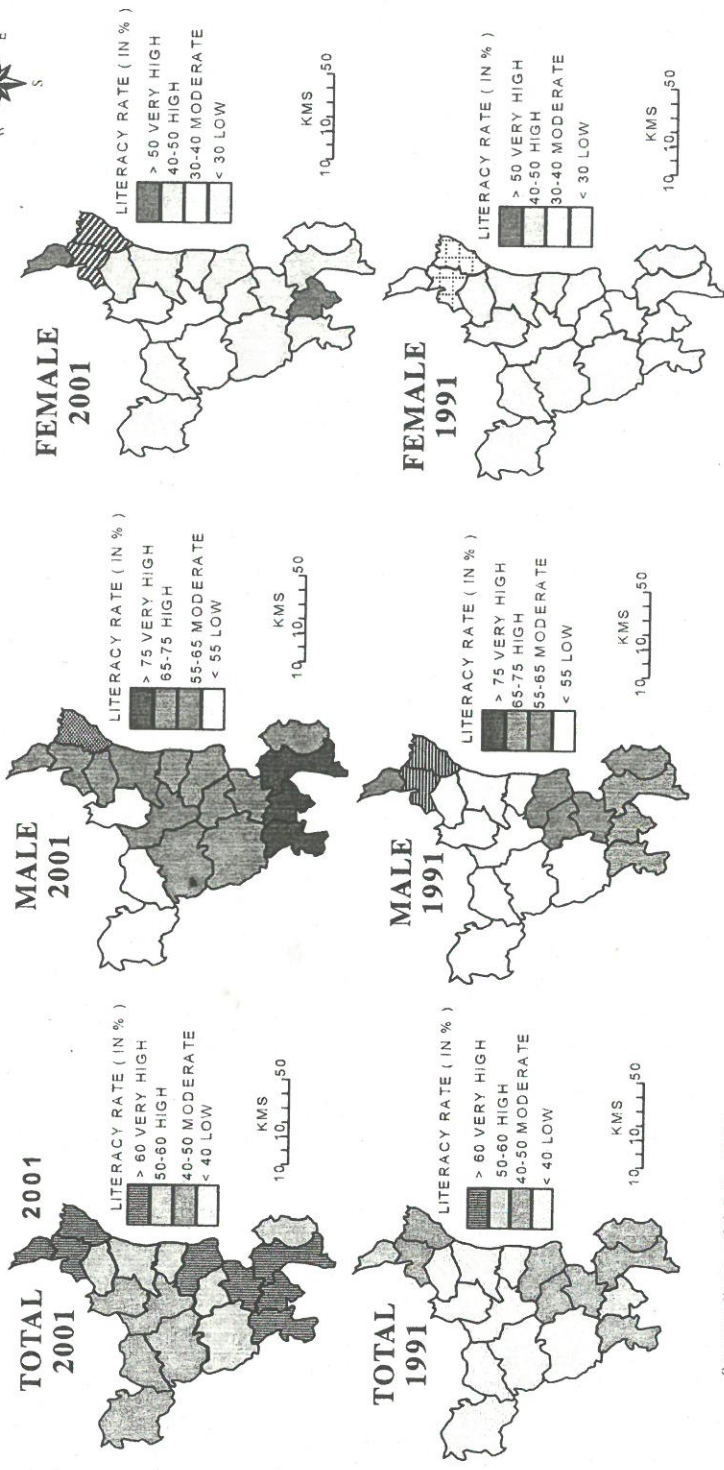 E
S
TOTAL 2001
2001
LITERACY RATE ( IN % )
> 60 VERY HIGH
50-60 HIGH
40-50 MODERATE
< 40 LOW
KMS
10 10 50
MALE
2001
LITERACY RATE ( IN % )
> 75 VERY HIGH
65-75 HIGH
55-65 MODERATE
< 55 LOW
KMS
10 10 50
FEMALE
2001
LITERACY RATE ( IN % )
> 50 VERY HIGH
40-50 HIGH
30-40 MODERATE
< 30 LOW
KMS
10 10 50
TOTAL
1991
LITERACY RATE ( IN % )
> 60 VERY HIGH
50-60 HIGH
40-50 MODERATE
< 40 LOW
KMS
10 10 50
MALE
1991
LITERACY RATE ( IN % )
> 75 VERY HIGH
65-75 HIGH
55-65 MODERATE
< 55 LOW
KMS
10 10 50
FEMALE
1991
LITERACY RATE ( IN % )
> 50 VERY HIGH
40-50 HIGH
30-40 MODERATE
< 30 LOW
KMS
10 10 50